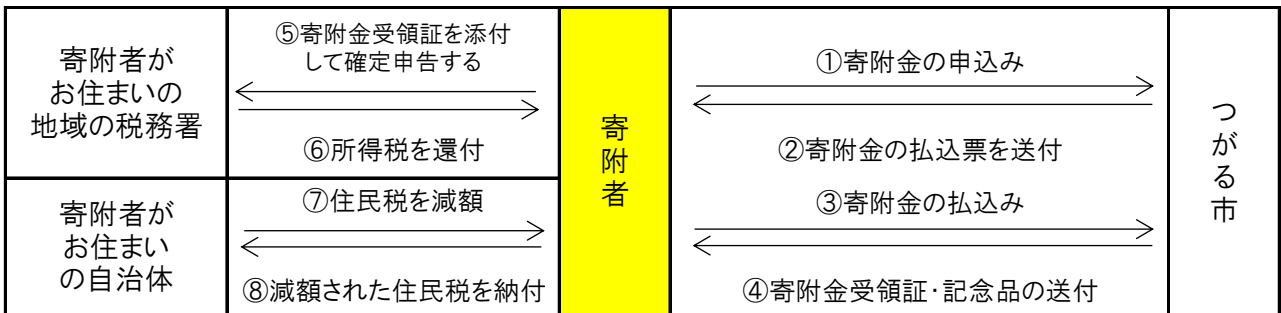 寄附者が
お住まいの
地域の税務署
⑤寄附金受領証を添付
して確定申告する
⑥所得税を還付
寄附者が
お住まい
の自治体
⑦住民税を減額
⑧減額された住民税を納付
寄附者
①寄附金の申込み
②寄附金の払込票を送付
③寄附金の払込み
④寄附金受領証・記念品の送付
つがる市